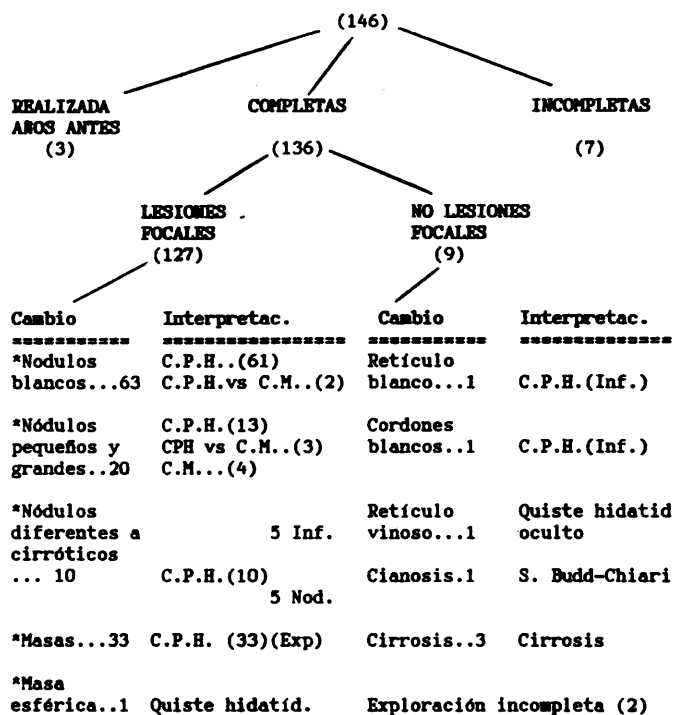 (146)
REALIZADA COMPLETAS INCOMPLETAS
AÑOS ANTES
(3) (136) (7)
LESIONES . NO LESIONES
FOCALES FOCALES
(127) (9)
Cambio Interpretac. Cambio Interpretac.
=========== ================= =========== ==============
*Nodulos C.P.H..(61) Retículo
blancos...63 C.P.H.vs C.M..(2) blanco...1 C.P.H.(Inf.)
*Nódulos C.P.H.(13) Cordones
pequeños y CPH vs C.M..(3) blancos..1 C.P.H.(Inf.)
grandes..20 C.M...(4)
*Nódulos Retículo Quiste hidatid
diferentes a 5 Inf. vinoso...1 oculto
cirróticos
... 10 C.P.H.(10) Cianosis.1 S. Budd-Chiari
5 Nod.
*Masas...33 C.P.H. (33)(Exp) Cirrosis..3 Cirrosis
*Masa
esférica..1 Quiste hidatíd. Exploración incompleta (2)